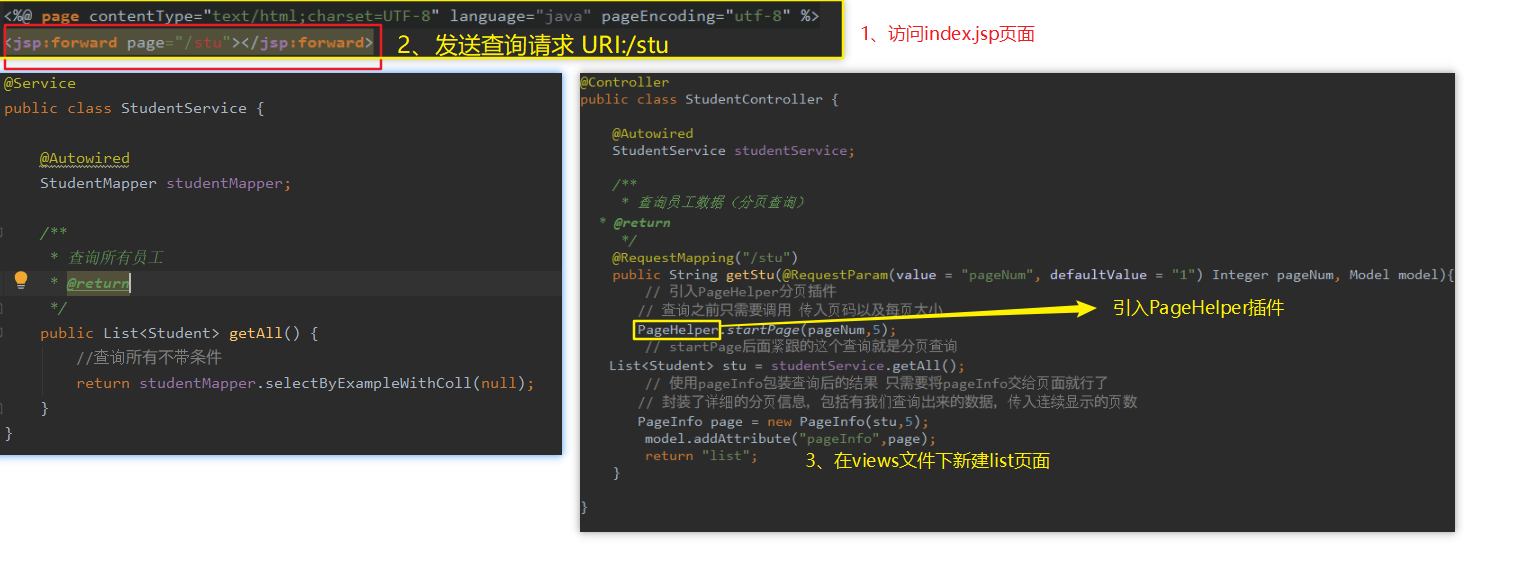 <%@ page contentType="text/html;charset=UTF-8" language="java" pageEncoding="utf-8" %>
<jsp:forward page="/stu"></jsp:forward>
2、发送查询请求 URI:/stu
1、访问index.jsp页面
@Service
public class StudentService {
@Autowired
StudentMapper studentMapper;
/**
* 查询所有员工
* @return
*/
public List<Student> getAll() {
//查询所有不带条件
return studentMapper.selectByExampleWithColl(null);
}
}
@Controller
public class StudentController {
@Autowired
StudentService studentService;
/**
* 查询员工数据（分页查询）
* @return
*/
@RequestMapping("/stu")
public String getStu(@RequestParam(value = "pageNum", defaultValue = "1") Integer pageNum, Model model){
// 引入PageHelper分页插件
// 查询之前只需要调用 传入页码以及每页大小
PageHelper.startPage(pageNum,5);
引入PageHelper插件
// startPage后面紧跟的这个查询就是分页查询
List<Student> stu = studentService.getAll();
// 使用pageInfo包装查询后的结果 只需要将pageInfo交给页面就行了
// 封装了详细的分页信息，包括有我们查询出来的数据，传入连续显示的页数
PageInfo page = new PageInfo(stu,5);
model.addAttribute("pageInfo",page);
return "list";
3、在views文件下新建list页面
}
}